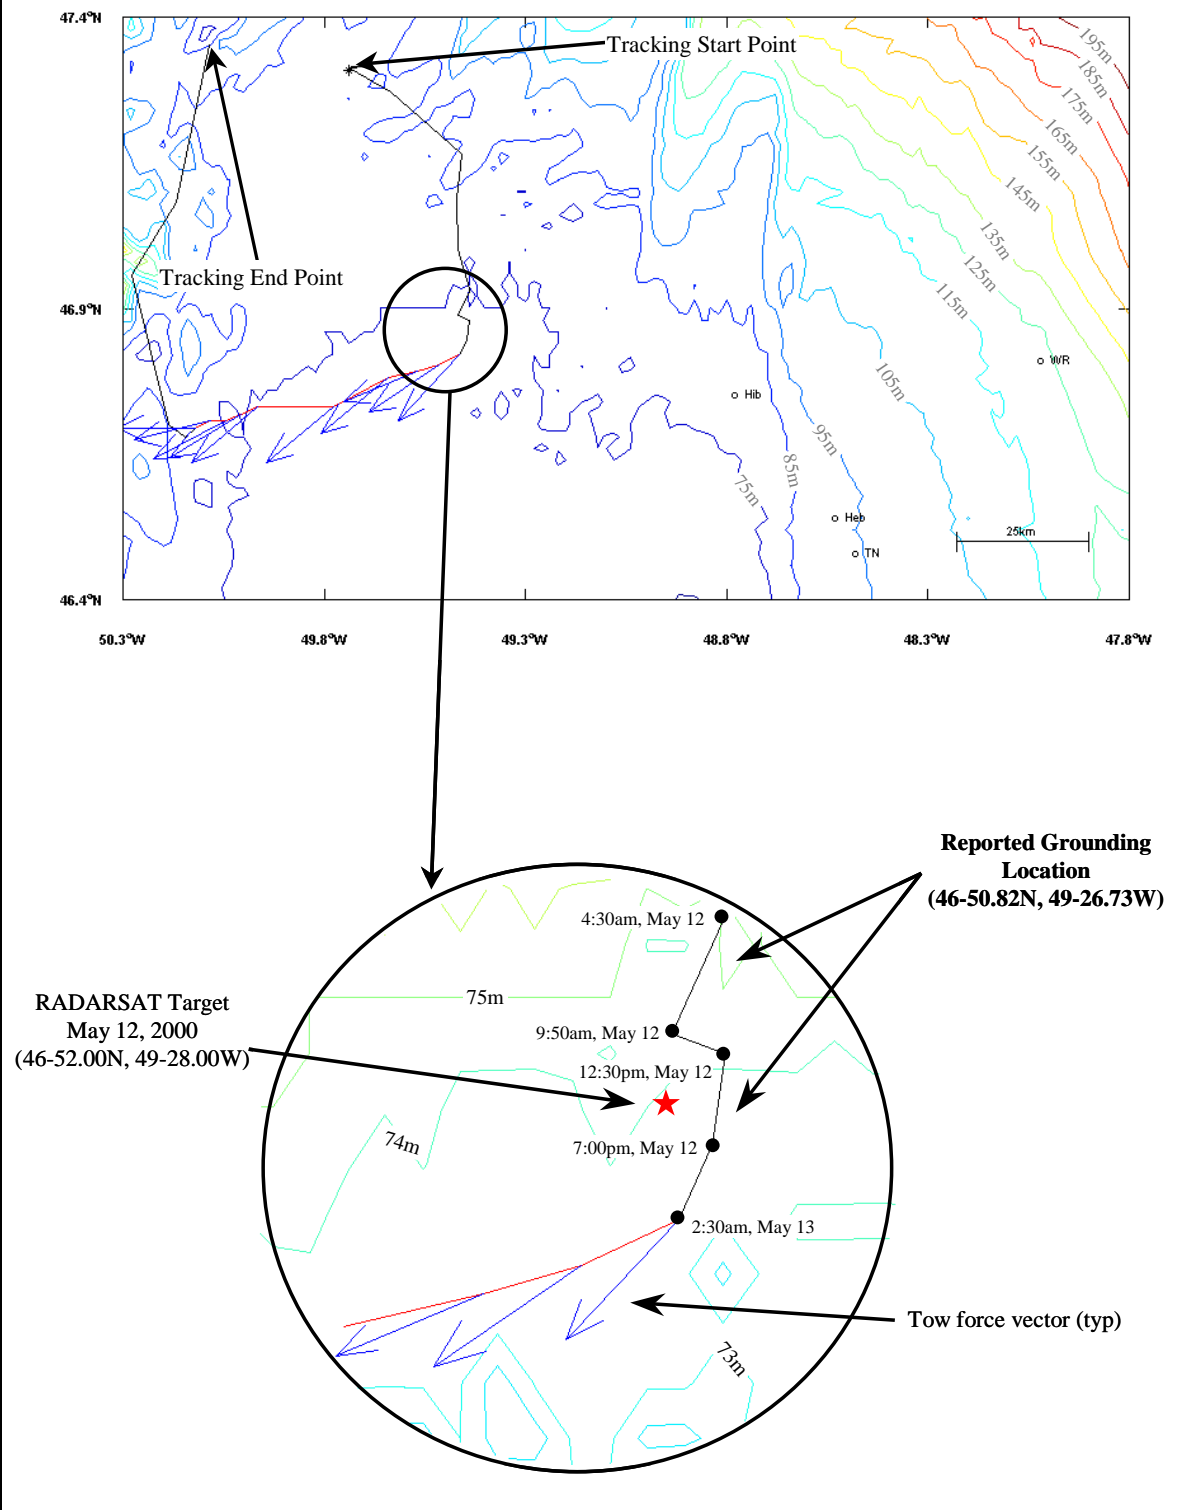 47.4°N
Tracking Start Point
195m
185m
175m
165m
155m
145m
135m
125m
115m
105m
95m
85m
75m
Tracking End Point
46.9°N
WR
Hib
Heb
TN
25km
46.4°N
50.3°W
49.8°W
49.3°W
48.8°W
48.3°W
47.8°W
Reported Grounding
Location
(46-50.82N, 49-26.73W)
4:30am, May 12
75m
RADARSAT Target
May 12, 2000
(46-52.00N, 49-28.00W)
9:50am, May 12
12:30pm, May 12
74m
7:00pm, May 12
2:30am, May 13
Tow force vector (typ)
73m